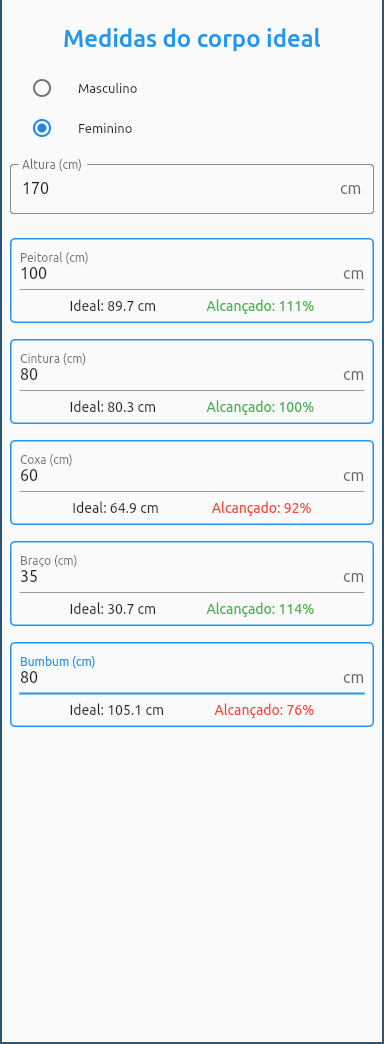 Medidas do corpo ideal
Masculino
Feminino
Altura (cm)
170 cm
Peitoral (cm)
100 cm
Ideal: 89.7 cm Alcançado: 111%
Cintura (cm)
80 cm
Ideal: 80.3 cm Alcançado: 100%
Coxa (cm)
60 cm
Ideal: 64.9 cm Alcançado: 92%
Braço (cm)
35 cm
Ideal: 30.7 cm Alcançado: 114%
Bumbum (cm)
80 cm
Ideal: 105.1 cm Alcançado: 76%